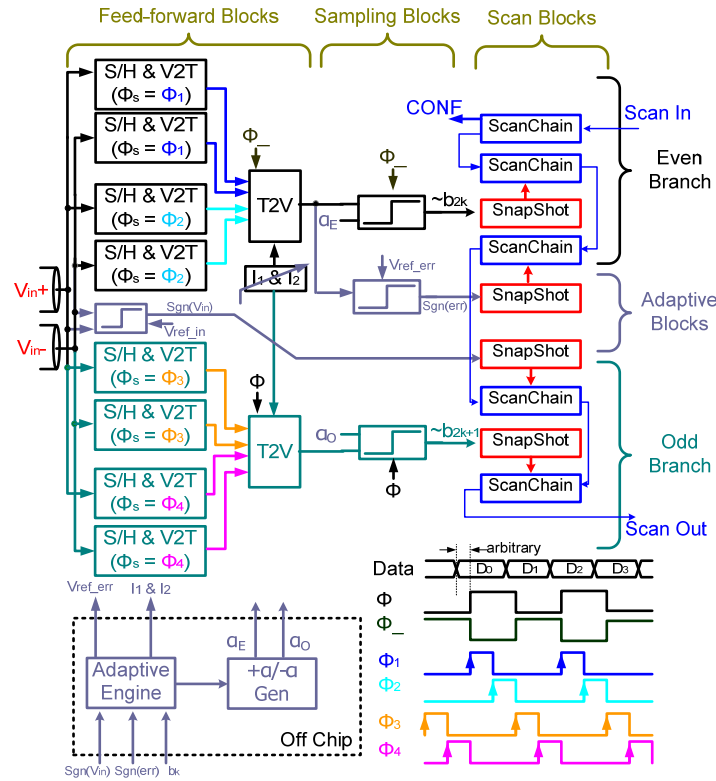 Feed-forward Blocks
Sampling Blocks
Scan Blocks
S/H & V2T
(Φs = Φ1)
S/H & V2T
(Φs = Φ1)
S/H & V2T
(Φs = Φ2)
S/H & V2T
(Φs = Φ2)
Φ_
T2V
I1 & I2
αE
Φ_
~b2k
CONF
Scan In
ScanChain
ScanChain
SnapShot
ScanChain
Even
Branch
Vin+
Vin-
Sgn(Vin)
Vref_in
Vref_err
Sgn(err)
SnapShot
SnapShot
Adaptive
Blocks
S/H & V2T
(Φs = Φ3)
S/H & V2T
(Φs = Φ3)
S/H & V2T
(Φs = Φ4)
S/H & V2T
(Φs = Φ4)
Φ
T2V
αO
Φ
~b2k+1
ScanChain
SnapShot
ScanChain
Odd
Branch
Scan Out
Vref_err
I1 & I2
αE
αO
Adaptive
Engine
+α/-α
Gen
Off Chip
Sgn(Vin)
Sgn(err)
bk
arbitrary
Data
D0
D1
D2
D3
Φ
Φ_
Φ1
Φ2
Φ3
Φ4